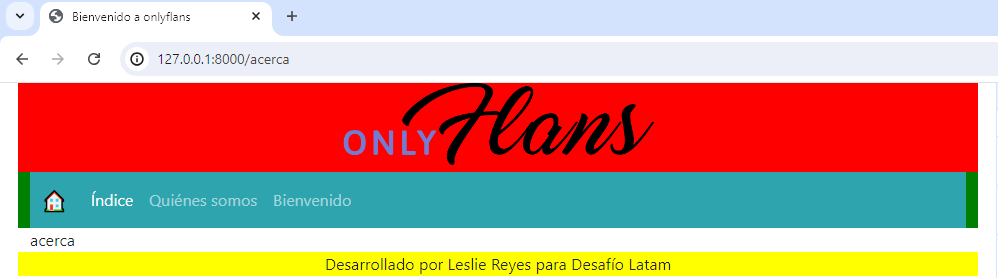 Bienvenido a onlyflans
127.0.0.1:8000/acerca
ONLY Flans
Índice Quiénes somos Bienvenido
acerca
Desarrollado por Leslie Reyes para Desafío Latam